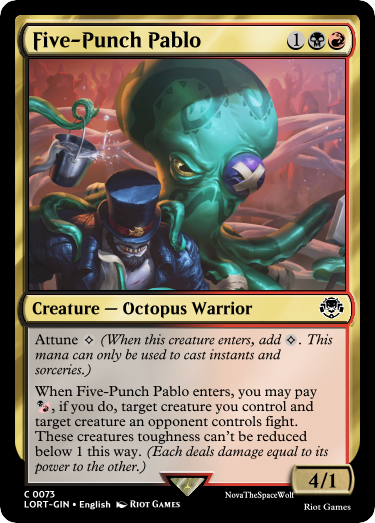 Five-Punch Pablo 1
Creature — Octopus Warrior
Attune (When this creature enters, add . This
mana can only be used to cast instants and
sorceries.)
When Five-Punch Pablo enters, you may pay
, if you do, target creature you control and
target creature an opponent controls fight.
These creatures toughness can't be reduced
below 1 this way. (Each deals damage equal to its
power to the other.)
4/1
C 0073
LORT-GIN • English Riot Games
NovaTheSpaceWolf
Riot Games